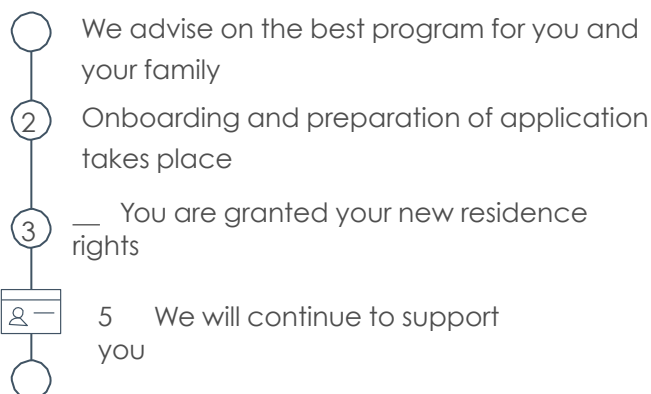 We advise on the best program for you and
your family
2 Onboarding and preparation of application
takes place
3 __ You are granted your new residence
rights
5 We will continue to support
you